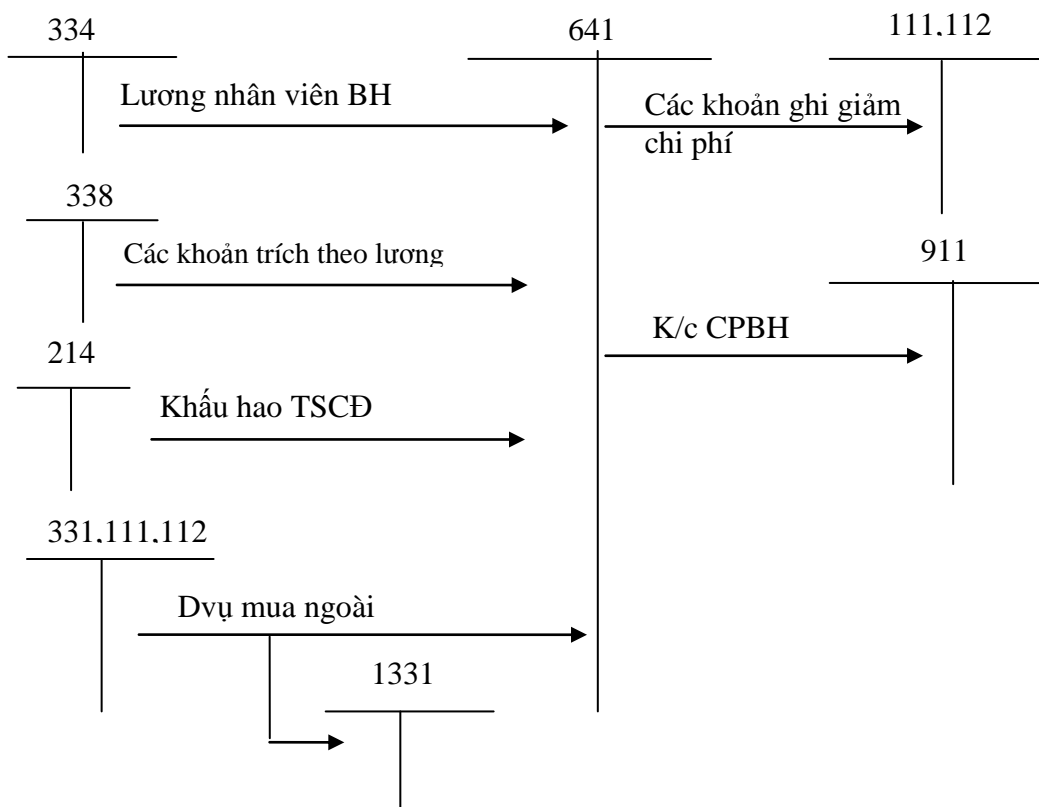 334
641
111,112
Lương nhân viên BH
Các khoản ghi giảm
chi phí
338
Các khoản trích theo lương
911
K/c CPBH
214
Khấu hao TSCĐ
331,111,112
Dvụ mua ngoài
1331